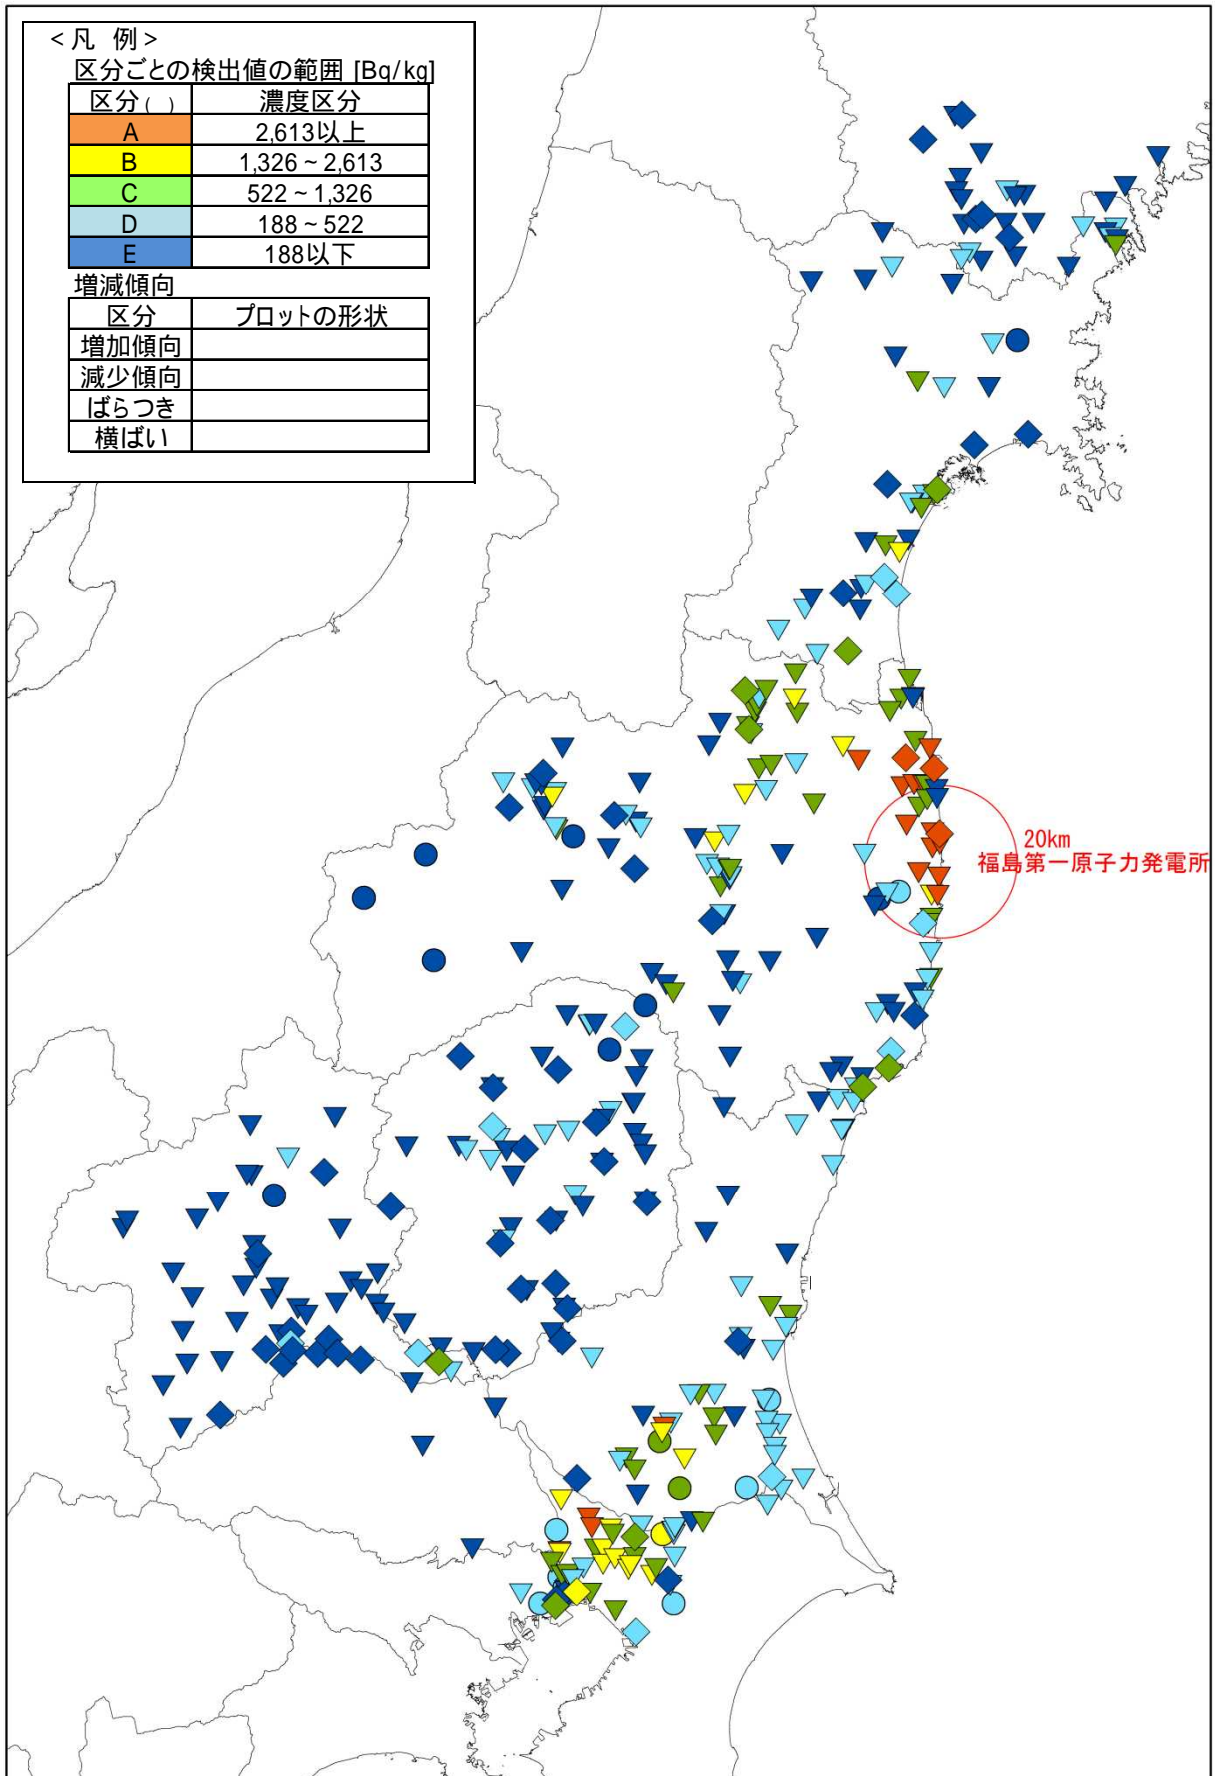 <凡 例>
区分ごとの検出値の範囲 [Bq/kg]
区分( ) 濃度区分
A 2,613以上
B 1,326 ~ 2,613
C 522 ~ 1,326
D 188 ~ 522
E 188以下
増減傾向
区分 プロットの形状
増加傾向
減少傾向
ばらつき
横ばい
20km
福島第一原子力発電所